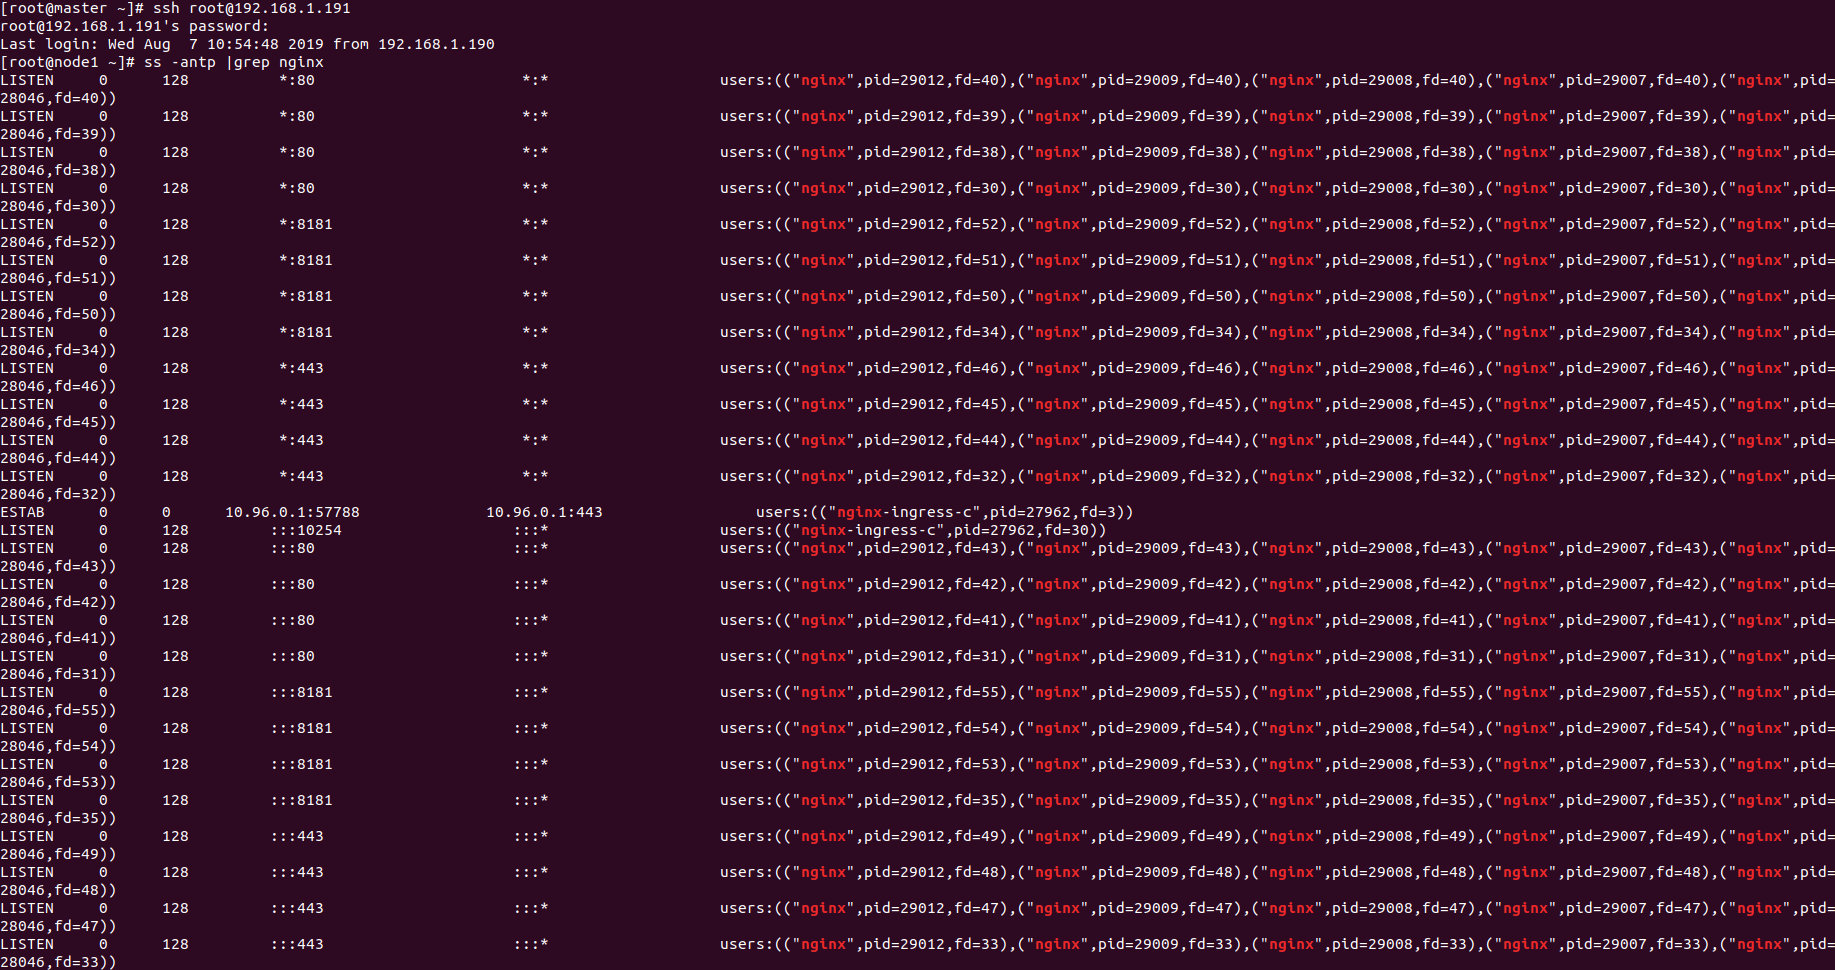 [root@master ~]# ssh root@192.168.1.191
root@192.168.1.191's password:
Last login: Wed Aug  7 10:54:48 2019 from 192.168.1.190
[root@node1 ~]# ss -antp |grep nginx
LISTEN     0      128          *:80                       *:*                   users:(("nginx",pid=29012,fd=40),("nginx",pid=29009,fd=40),("nginx",pid=29008,fd=40),("nginx",pid=29007,fd=40),("nginx",pid=
28046,fd=40))
LISTEN     0      128          *:80                       *:*                   users:(("nginx",pid=29012,fd=39),("nginx",pid=29009,fd=39),("nginx",pid=29008,fd=39),("nginx",pid=29007,fd=39),("nginx",pid=
28046,fd=39))
LISTEN     0      128          *:80                       *:*                   users:(("nginx",pid=29012,fd=38),("nginx",pid=29009,fd=38),("nginx",pid=29008,fd=38),("nginx",pid=29007,fd=38),("nginx",pid=
28046,fd=38))
LISTEN     0      128          *:80                       *:*                   users:(("nginx",pid=29012,fd=30),("nginx",pid=29009,fd=30),("nginx",pid=29008,fd=30),("nginx",pid=29007,fd=30),("nginx",pid=
28046,fd=30))
LISTEN     0      128          *:8181                     *:*                   users:(("nginx",pid=29012,fd=52),("nginx",pid=29009,fd=52),("nginx",pid=29008,fd=52),("nginx",pid=29007,fd=52),("nginx",pid=
28046,fd=52))
LISTEN     0      128          *:8181                     *:*                   users:(("nginx",pid=29012,fd=51),("nginx",pid=29009,fd=51),("nginx",pid=29008,fd=51),("nginx",pid=29007,fd=51),("nginx",pid=
28046,fd=51))
LISTEN     0      128          *:8181                     *:*                   users:(("nginx",pid=29012,fd=50),("nginx",pid=29009,fd=50),("nginx",pid=29008,fd=50),("nginx",pid=29007,fd=50),("nginx",pid=
28046,fd=50))
LISTEN     0      128          *:8181                     *:*                   users:(("nginx",pid=29012,fd=34),("nginx",pid=29009,fd=34),("nginx",pid=29008,fd=34),("nginx",pid=29007,fd=34),("nginx",pid=
28046,fd=34))
LISTEN     0      128          *:443                      *:*                   users:(("nginx",pid=29012,fd=46),("nginx",pid=29009,fd=46),("nginx",pid=29008,fd=46),("nginx",pid=29007,fd=46),("nginx",pid=
28046,fd=46))
LISTEN     0      128          *:443                      *:*                   users:(("nginx",pid=29012,fd=45),("nginx",pid=29009,fd=45),("nginx",pid=29008,fd=45),("nginx",pid=29007,fd=45),("nginx",pid=
28046,fd=45))
LISTEN     0      128          *:443                      *:*                   users:(("nginx",pid=29012,fd=44),("nginx",pid=29009,fd=44),("nginx",pid=29008,fd=44),("nginx",pid=29007,fd=44),("nginx",pid=
28046,fd=44))
LISTEN     0      128          *:443                      *:*                   users:(("nginx",pid=29012,fd=32),("nginx",pid=29009,fd=32),("nginx",pid=29008,fd=32),("nginx",pid=29007,fd=32),("nginx",pid=
28046,fd=32))
ESTAB      0      0      10.96.0.1:57788              10.96.0.1:443                 users:(("nginx-ingress-c",pid=27962,fd=3))
LISTEN     0      128         :::10254                   :::*                   users:(("nginx-ingress-c",pid=27962,fd=30))
LISTEN     0      128         :::80                      :::*                   users:(("nginx",pid=29012,fd=43),("nginx",pid=29009,fd=43),("nginx",pid=29008,fd=43),("nginx",pid=29007,fd=43),("nginx",pid=
28046,fd=43))
LISTEN     0      128         :::80                      :::*                   users:(("nginx",pid=29012,fd=42),("nginx",pid=29009,fd=42),("nginx",pid=29008,fd=42),("nginx",pid=29007,fd=42),("nginx",pid=
28046,fd=42))
LISTEN     0      128         :::80                      :::*                   users:(("nginx",pid=29012,fd=41),("nginx",pid=29009,fd=41),("nginx",pid=29008,fd=41),("nginx",pid=29007,fd=41),("nginx",pid=
28046,fd=41))
LISTEN     0      128         :::80                      :::*                   users:(("nginx",pid=29012,fd=31),("nginx",pid=29009,fd=31),("nginx",pid=29008,fd=31),("nginx",pid=29007,fd=31),("nginx",pid=
28046,fd=31))
LISTEN     0      128         :::8181                    :::*                   users:(("nginx",pid=29012,fd=55),("nginx",pid=29009,fd=55),("nginx",pid=29008,fd=55),("nginx",pid=29007,fd=55),("nginx",pid=
28046,fd=55))
LISTEN     0      128         :::8181                    :::*                   users:(("nginx",pid=29012,fd=54),("nginx",pid=29009,fd=54),("nginx",pid=29008,fd=54),("nginx",pid=29007,fd=54),("nginx",pid=
28046,fd=54))
LISTEN     0      128         :::8181                    :::*                   users:(("nginx",pid=29012,fd=53),("nginx",pid=29009,fd=53),("nginx",pid=29008,fd=53),("nginx",pid=29007,fd=53),("nginx",pid=
28046,fd=53))
LISTEN     0      128         :::8181                    :::*                   users:(("nginx",pid=29012,fd=35),("nginx",pid=29009,fd=35),("nginx",pid=29008,fd=35),("nginx",pid=29007,fd=35),("nginx",pid=
28046,fd=35))
LISTEN     0      128         :::443                     :::*                   users:(("nginx",pid=29012,fd=49),("nginx",pid=29009,fd=49),("nginx",pid=29008,fd=49),("nginx",pid=29007,fd=49),("nginx",pid=
28046,fd=49))
LISTEN     0      128         :::443                     :::*                   users:(("nginx",pid=29012,fd=48),("nginx",pid=29009,fd=48),("nginx",pid=29008,fd=48),("nginx",pid=29007,fd=48),("nginx",pid=
28046,fd=48))
LISTEN     0      128         :::443                     :::*                   users:(("nginx",pid=29012,fd=47),("nginx",pid=29009,fd=47),("nginx",pid=29008,fd=47),("nginx",pid=29007,fd=47),("nginx",pid=
28046,fd=47))
LISTEN     0      128         :::443                     :::*                   users:(("nginx",pid=29012,fd=33),("nginx",pid=29009,fd=33),("nginx",pid=29008,fd=33),("nginx",pid=29007,fd=33),("nginx",pid=
28046,fd=33))